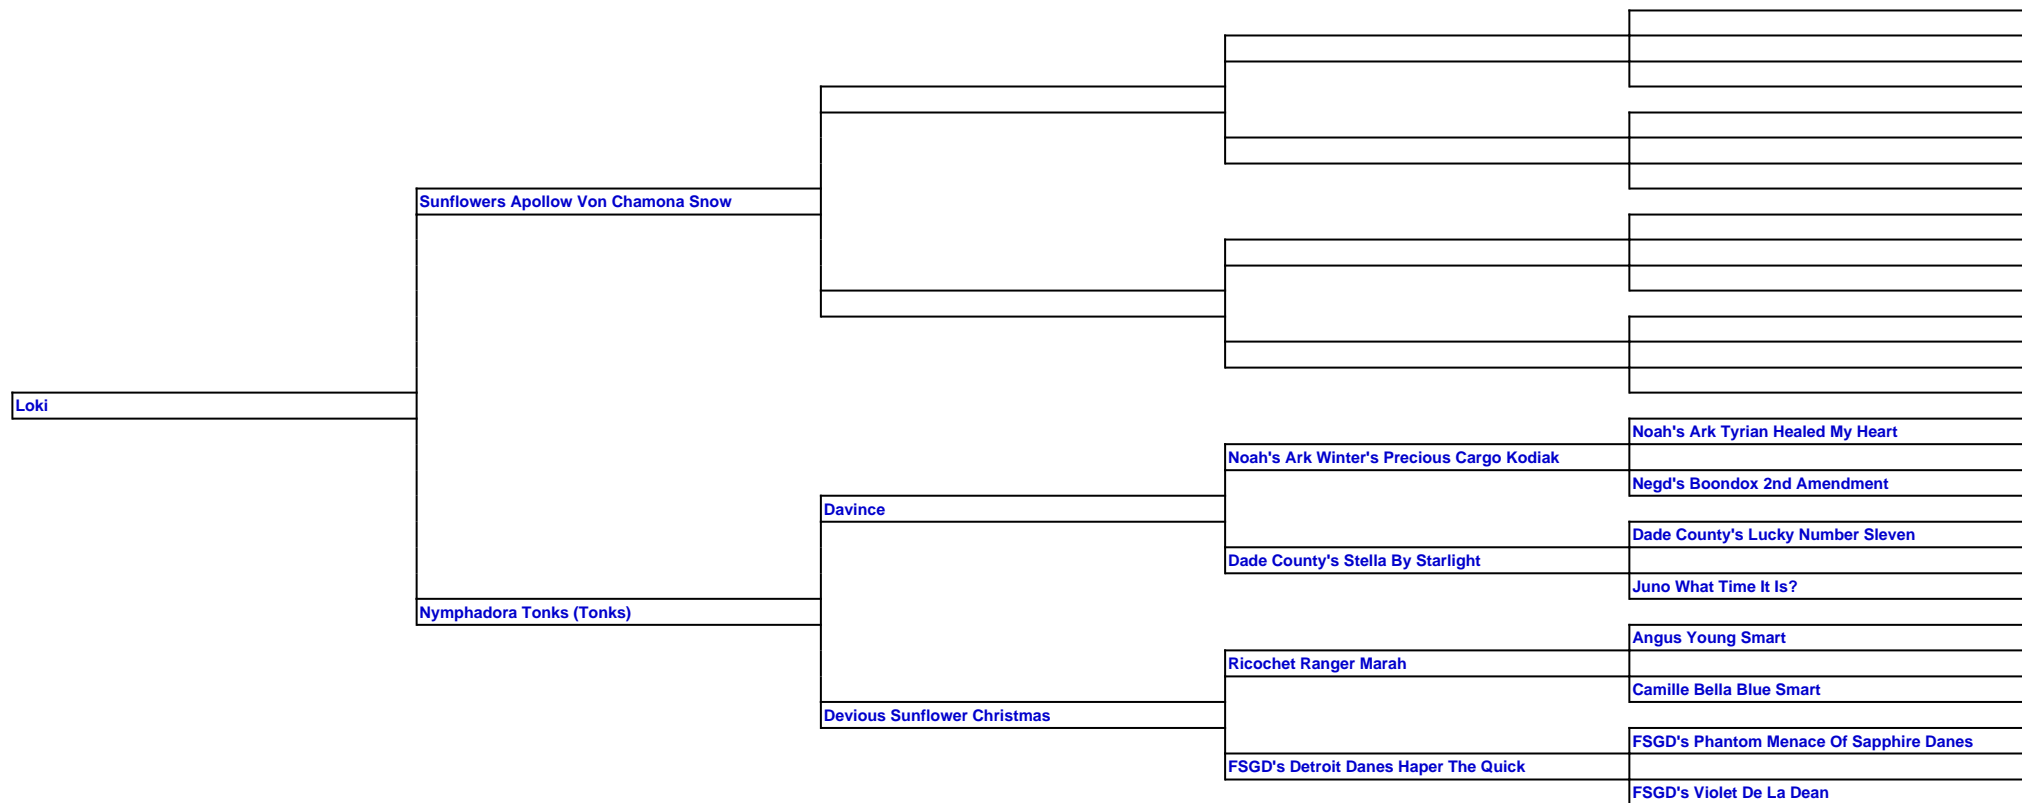 Sunflowers Apollow Von Chamona Snow
Loki
Noah's Ark Tyrian Healed My Heart
Noah's Ark Winter's Precious Cargo Kodiak
Negd's Boondox 2nd Amendment
Davince
Dade County's Lucky Number Sleven
Dade County's Stella By Starlight
Juno What Time It Is?
Nymphadora Tonks (Tonks)
Angus Young Smart
Ricochet Ranger Marah
Camille Bella Blue Smart
Devious Sunflower Christmas
FSGD's Phantom Menace Of Sapphire Danes
FSGD's Detroit Danes Haper The Quick
FSGD's Violet De La Dean